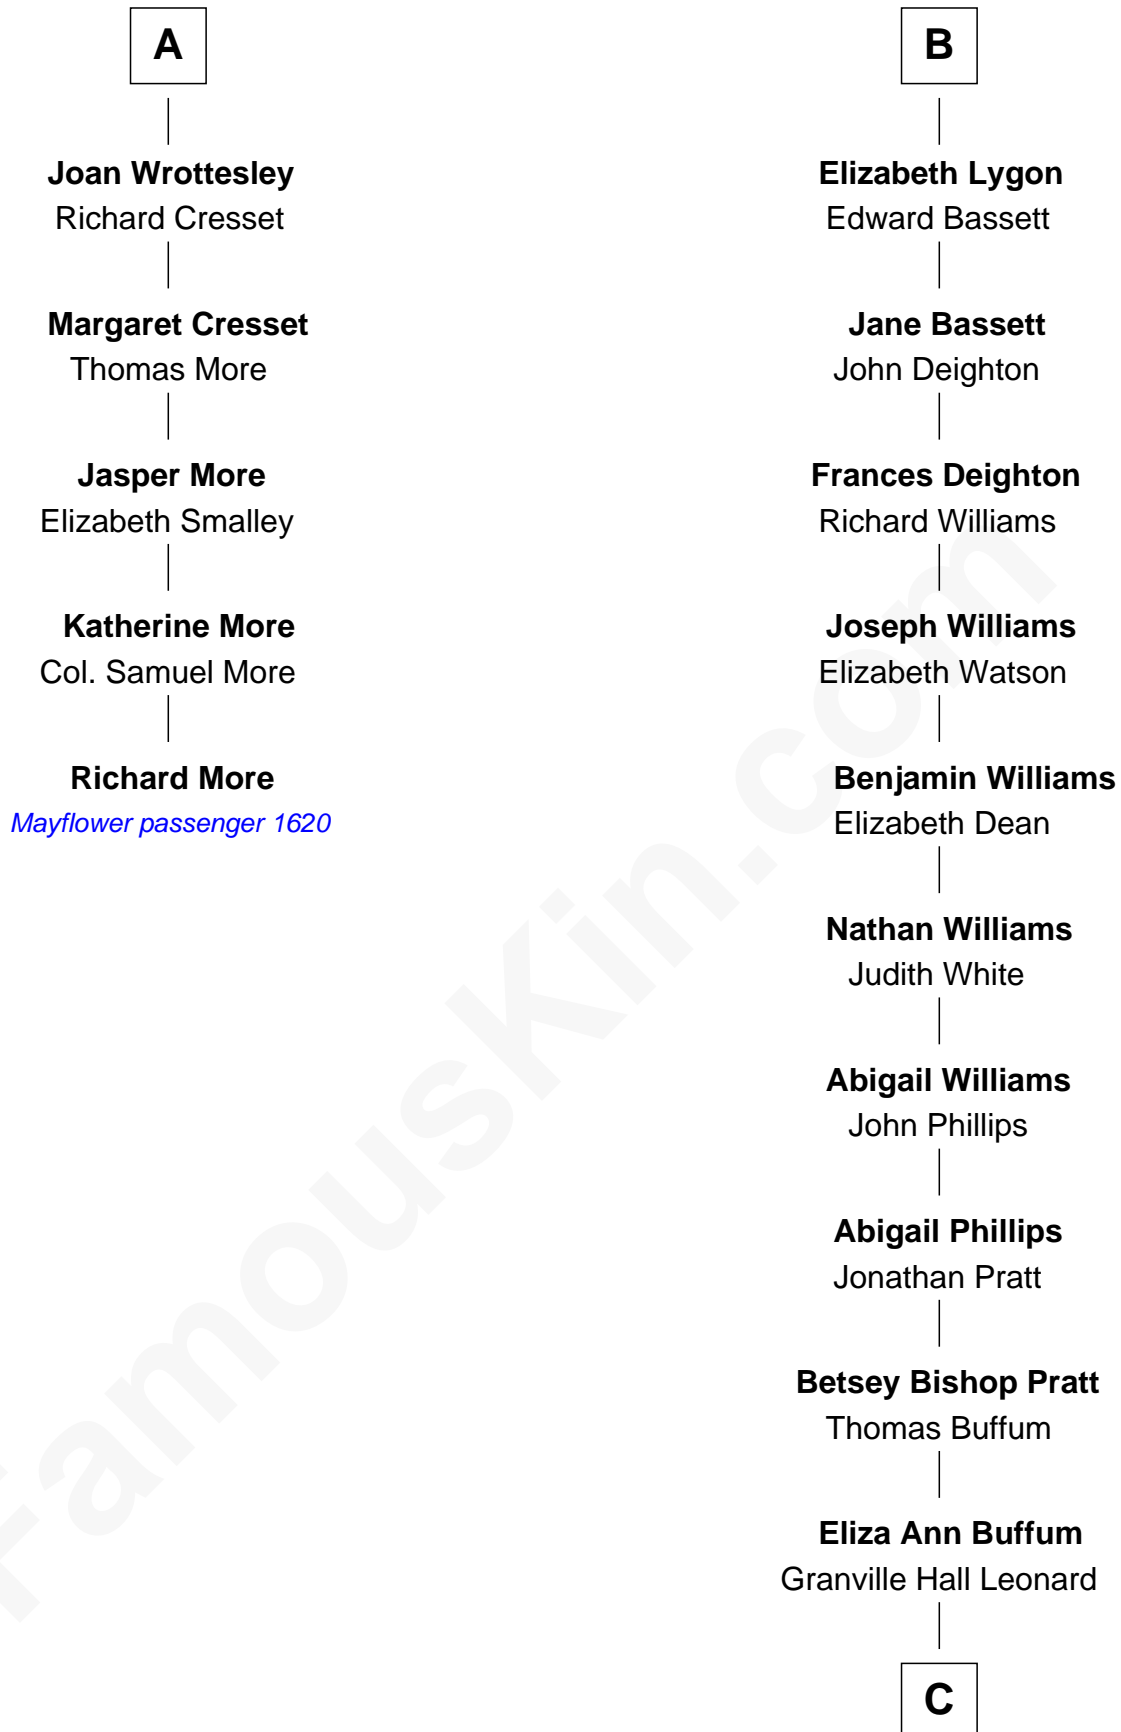 A
Joan Wrottesley
Richard Cresset
Margaret Cresset
Thomas More
Jasper More
Elizabeth Smalley
Katherine More
Col. Samuel More
Richard More
Mayflower passenger 1620
B
Elizabeth Lygon
Edward Bassett
Jane Bassett
John Deighton
Frances Deighton
Richard Williams
Joseph Williams
Elizabeth Watson
Benjamin Williams
Elizabeth Dean
Nathan Williams
Judith White
Abigail Williams
John Phillips
Abigail Phillips
Jonathan Pratt
Betsey Bishop Pratt
Thomas Buffum
Eliza Ann Buffum
Granville Hall Leonard
C
FamousKin.com